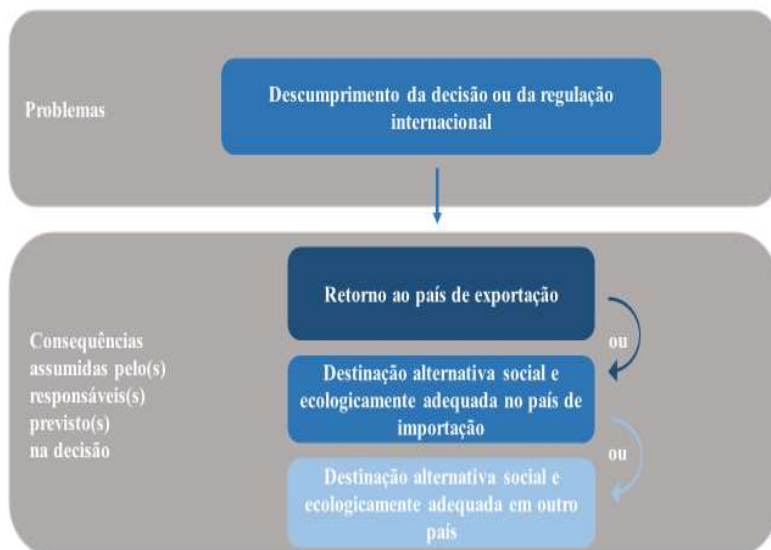 Problemas
Descumprimento da decisão ou da regulação
internacional
Consequências
assumidas pelo(s)
responsáveis(s)
previsto(s)
na decisão
Retorno ao país de exportação
ou
Destinação alternativa social e
ecologicamente adequada no país de
importação
ou
Destinação alternativa social e
ecologicamente adequada em outro
país